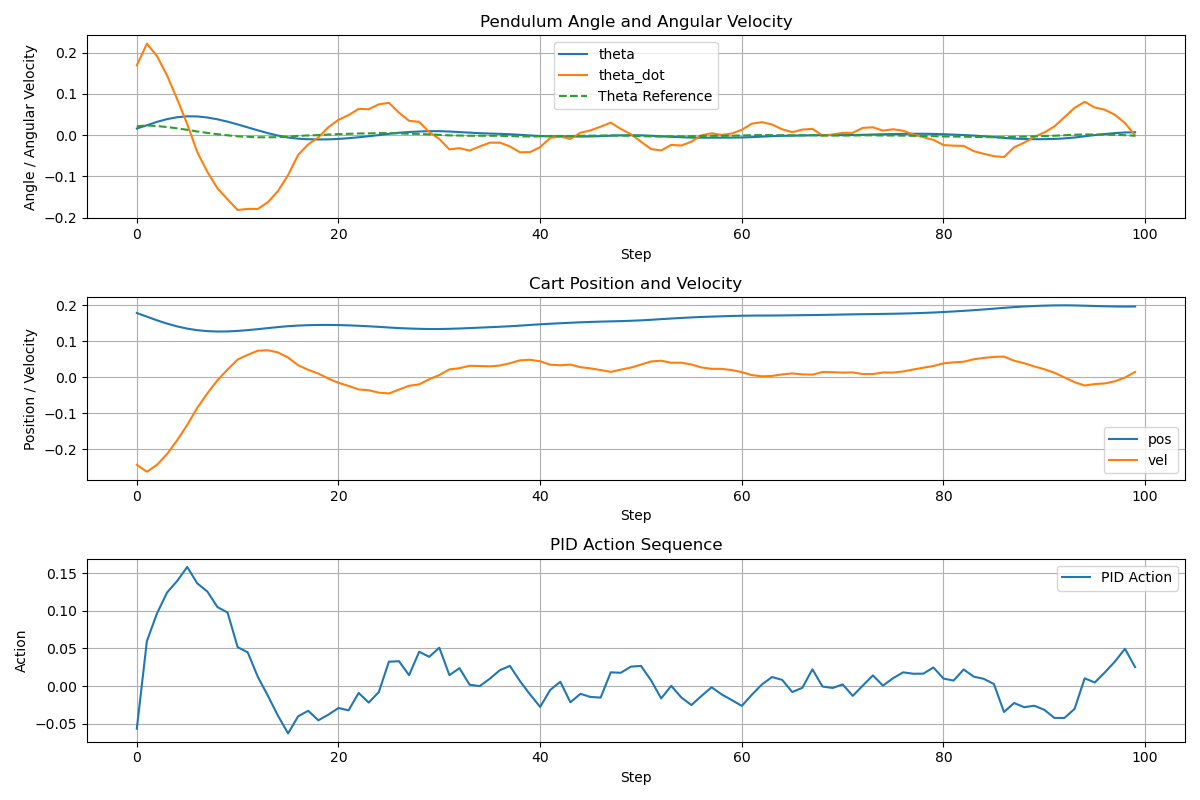 Pendulum Angle and Angular Velocity
Angle / Angular Velocity
0.2
0.1
0.0
−0.1
−0.2
theta
theta_dot
Theta Reference
0 20 40 60 80 100
Step
Cart Position and Velocity
Position / Velocity
0.2
0.1
0.0
−0.1
−0.2
pos
vel
0 20 40 60 80 100
Step
PID Action Sequence
Action
0.15
0.10
0.05
0.00
−0.05
PID Action
0 20 40 60 80 100
Step